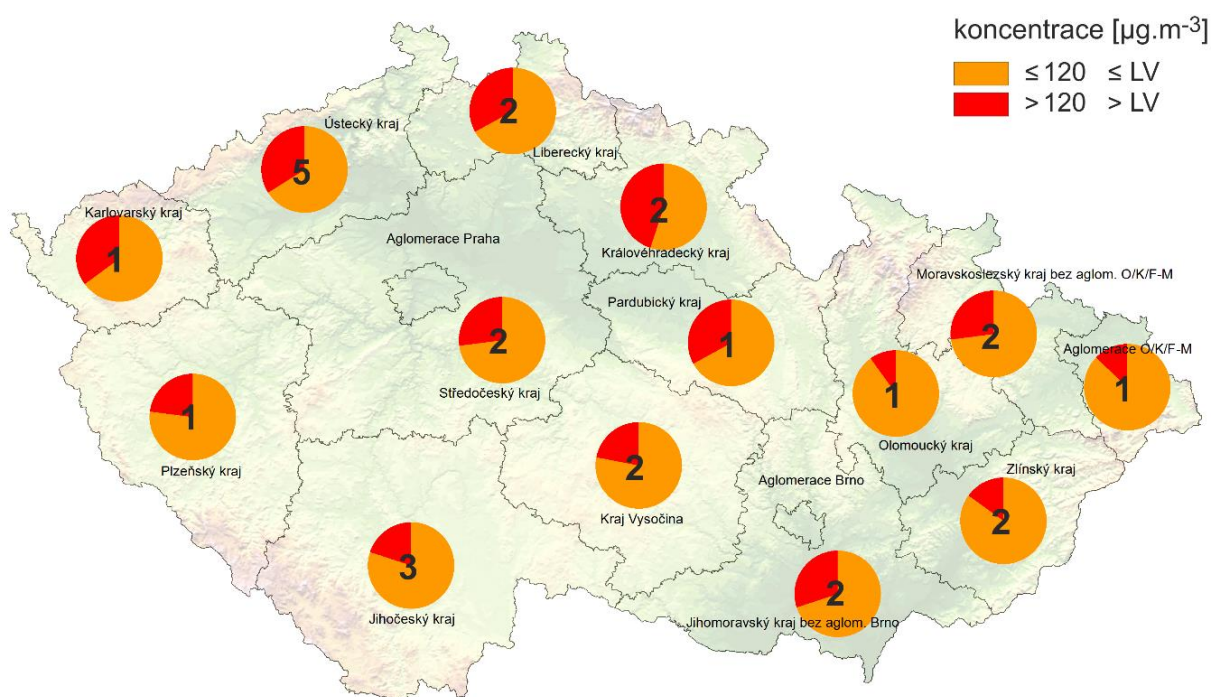 koncentrace [µg.m-3]
≤ 120 ≤ LV
> 120 > LV
2
Liberecký kraj
Ústecký kraj
5
2
Královéhradecký kraj
Karlovarský kraj
1
Aglomerace Praha
Moravskoslezský kraj bez aglom. O/K/F-M
2
Pardubický kraj
1
2
Středočeský kraj
Aglomerace O/K/F-M
1
1
Olomoucký kraj
1
Plzeňský kraj
2
Kraj Vysočina
Aglomerace Brno
Zlínský kraj
2
3
Jihočeský kraj
2
Jihomoravský kraj bez aglom. Brno